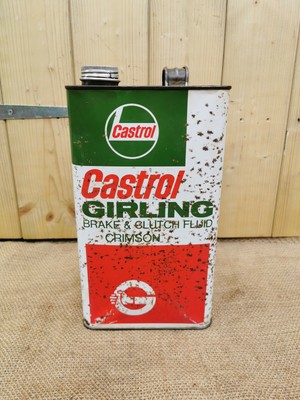 Castrol
Castrol
GIRLING
BRAKE & CLUTCH FLUID
CRIMSON